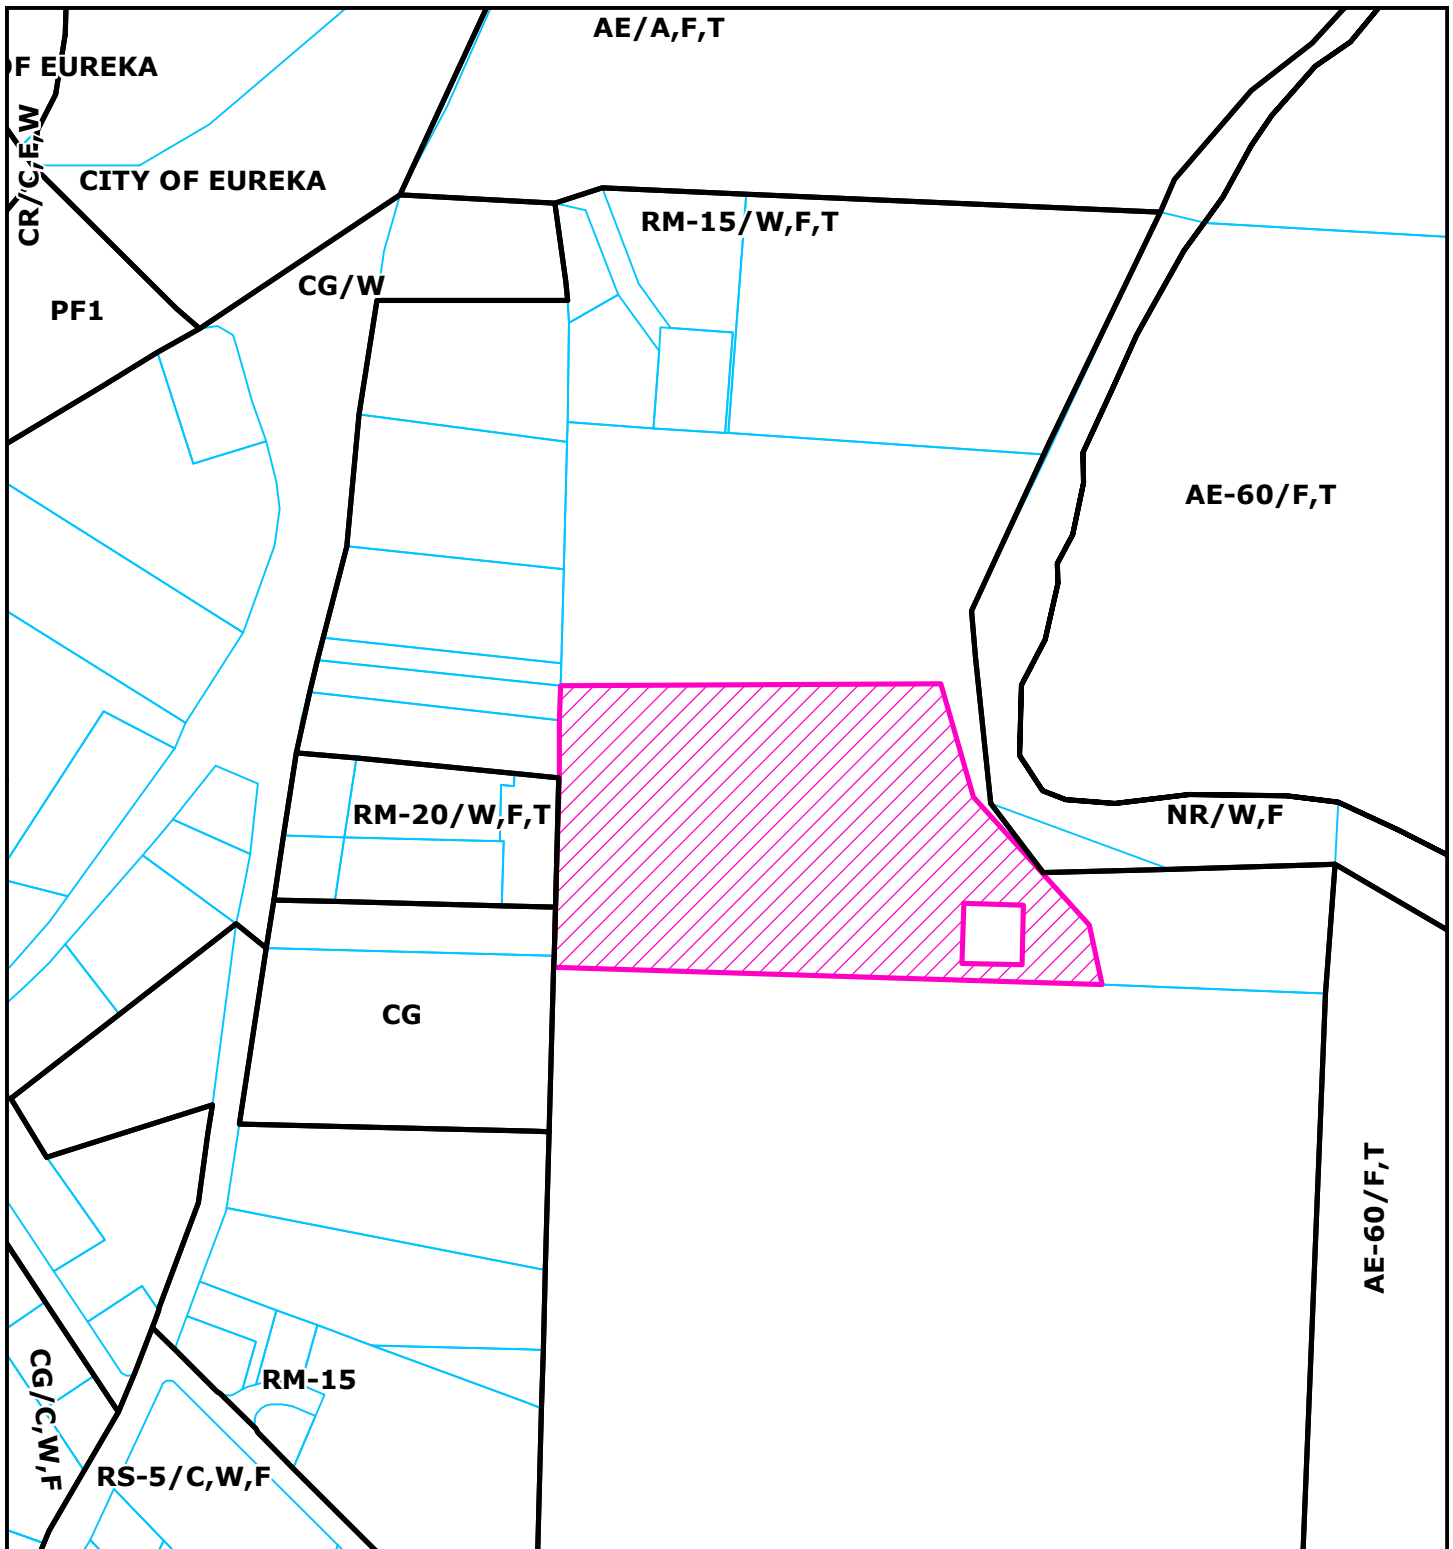 AE/A,F,T
OF EUREKA
CR/C,F,W
CITY OF EUREKA
RM-15/W,F,T
CG/W
PF1
AE-60/F,T
RM-20/W,F,T
NR/W,F
CG
AE-60/F,T
CG/C,W,F
RM-15
RS-5/C,W,F